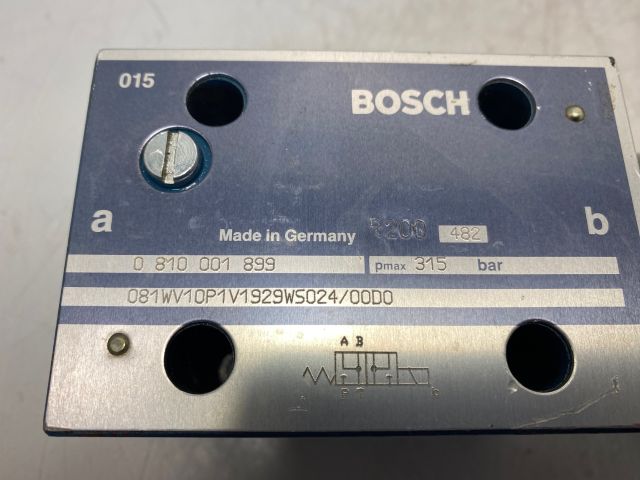 015
BOSCH
a
b
Made in Germany
482
0 810 001 899
pmax 315 bar
081WV10P1V1929WS024/00D0
A B